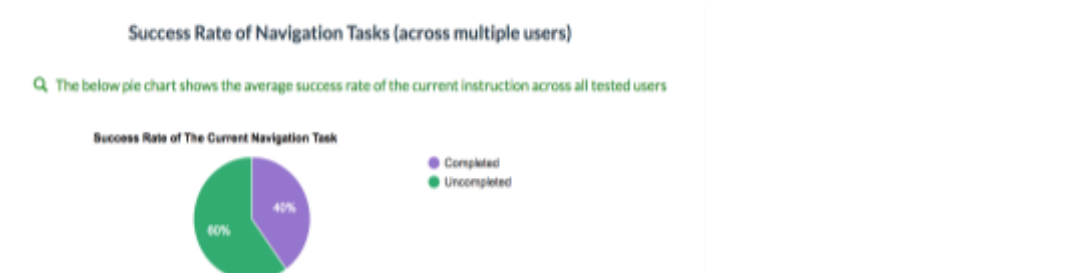 Success Rate of Navigation Tasks (across multiple users)
The below pie chart shows the average success rate of the current instruction across all tested users
Success Rate of The Current Navigation Task
Completed
Uncompleted
40%
60%